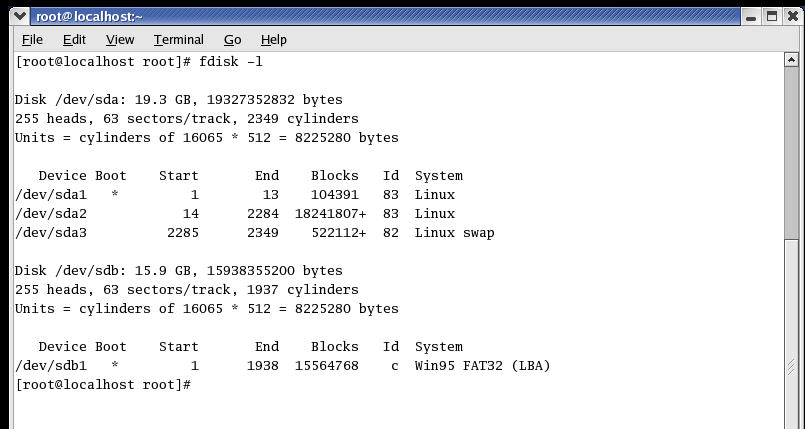 root@localhost:~
File Edit View Terminal Go Help
[root@localhost root]# fdisk -l
Disk /dev/sda: 19.3 GB, 19327352832 bytes
255 heads, 63 sectors/track, 2349 cylinders
Units = cylinders of 16065 * 512 = 8225280 bytes
Device Boot Start End Blocks Id System
/dev/sda1 * 1 13 104391 83 Linux
/dev/sda2 14 2284 18241807+ 83 Linux
/dev/sda3 2285 2349 522112+ 82 Linux swap
Disk /dev/sdb: 15.9 GB, 15938355200 bytes
255 heads, 63 sectors/track, 1937 cylinders
Units = cylinders of 16065 * 512 = 8225280 bytes
Device Boot Start End Blocks Id System
/dev/sdb1 * 1 1938 15564768 c Win95 FAT32 (LBA)
[root@localhost root]#